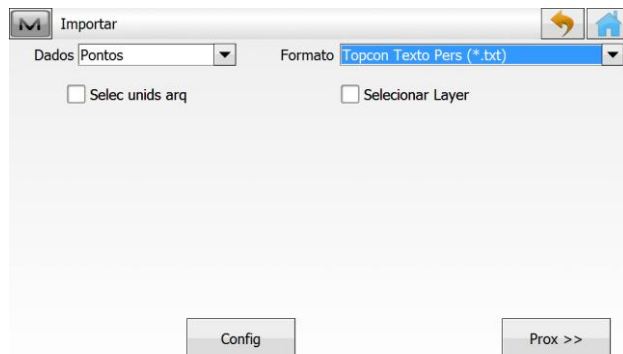 Importar
Dados Pontos Formato Topcon Texto Pers (*.txt)
Selec unids arq Selecionar Layer
Config Prox >>